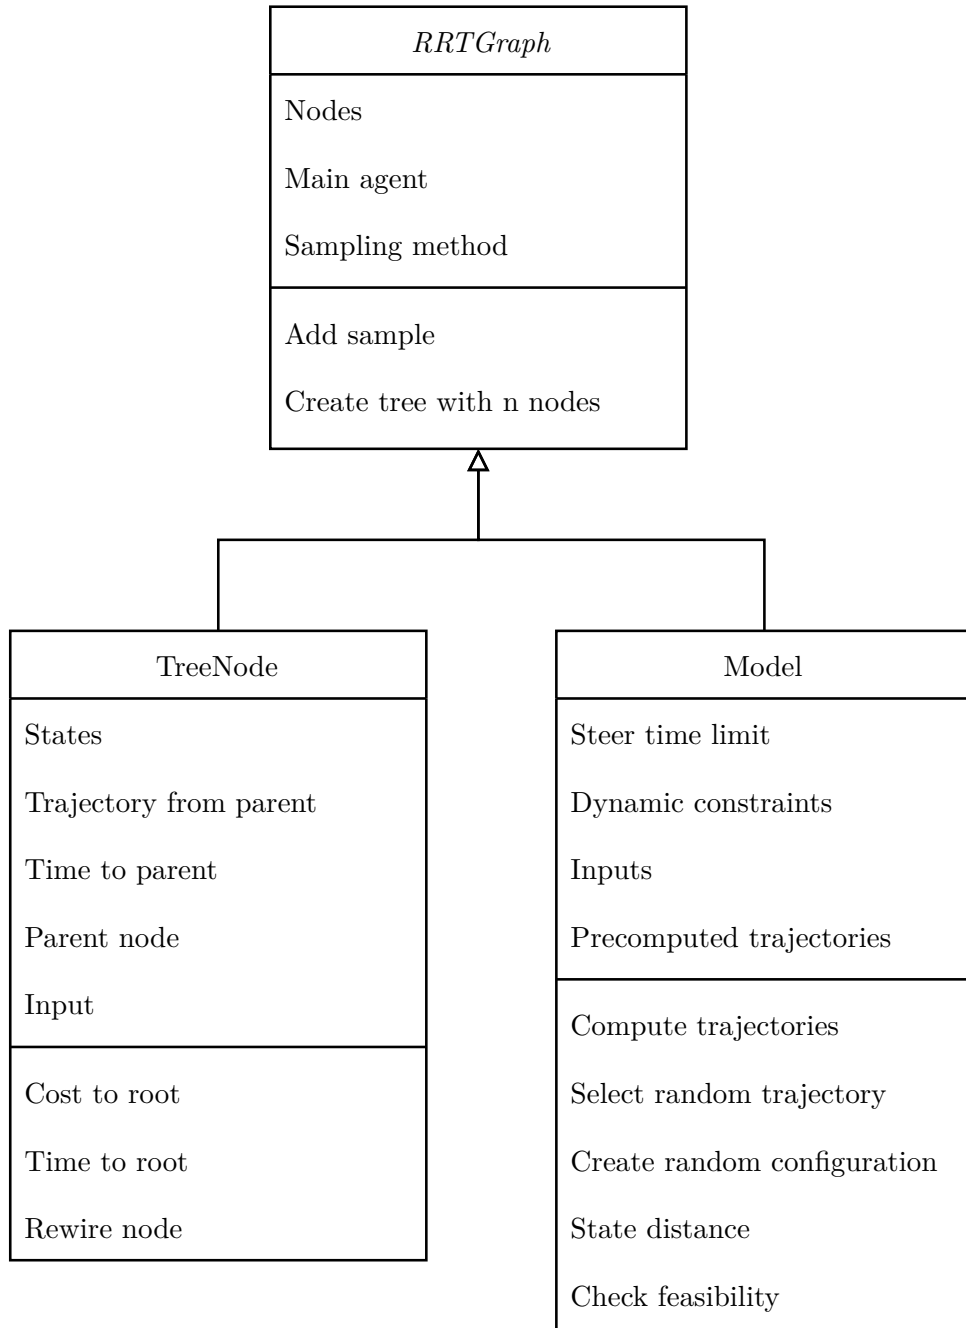 RRTGraph
Nodes
Main agent
Sampling method
Add sample
Create tree with n nodes
TreeNode
States
Trajectory from parent
Time to parent
Parent node
Input
Cost to root
Time to root
Rewire node
Model
Steer time limit
Dynamic constraints
Inputs
Precomputed trajectories
Compute trajectories
Select random trajectory
Create random configuration
State distance
Check feasibility